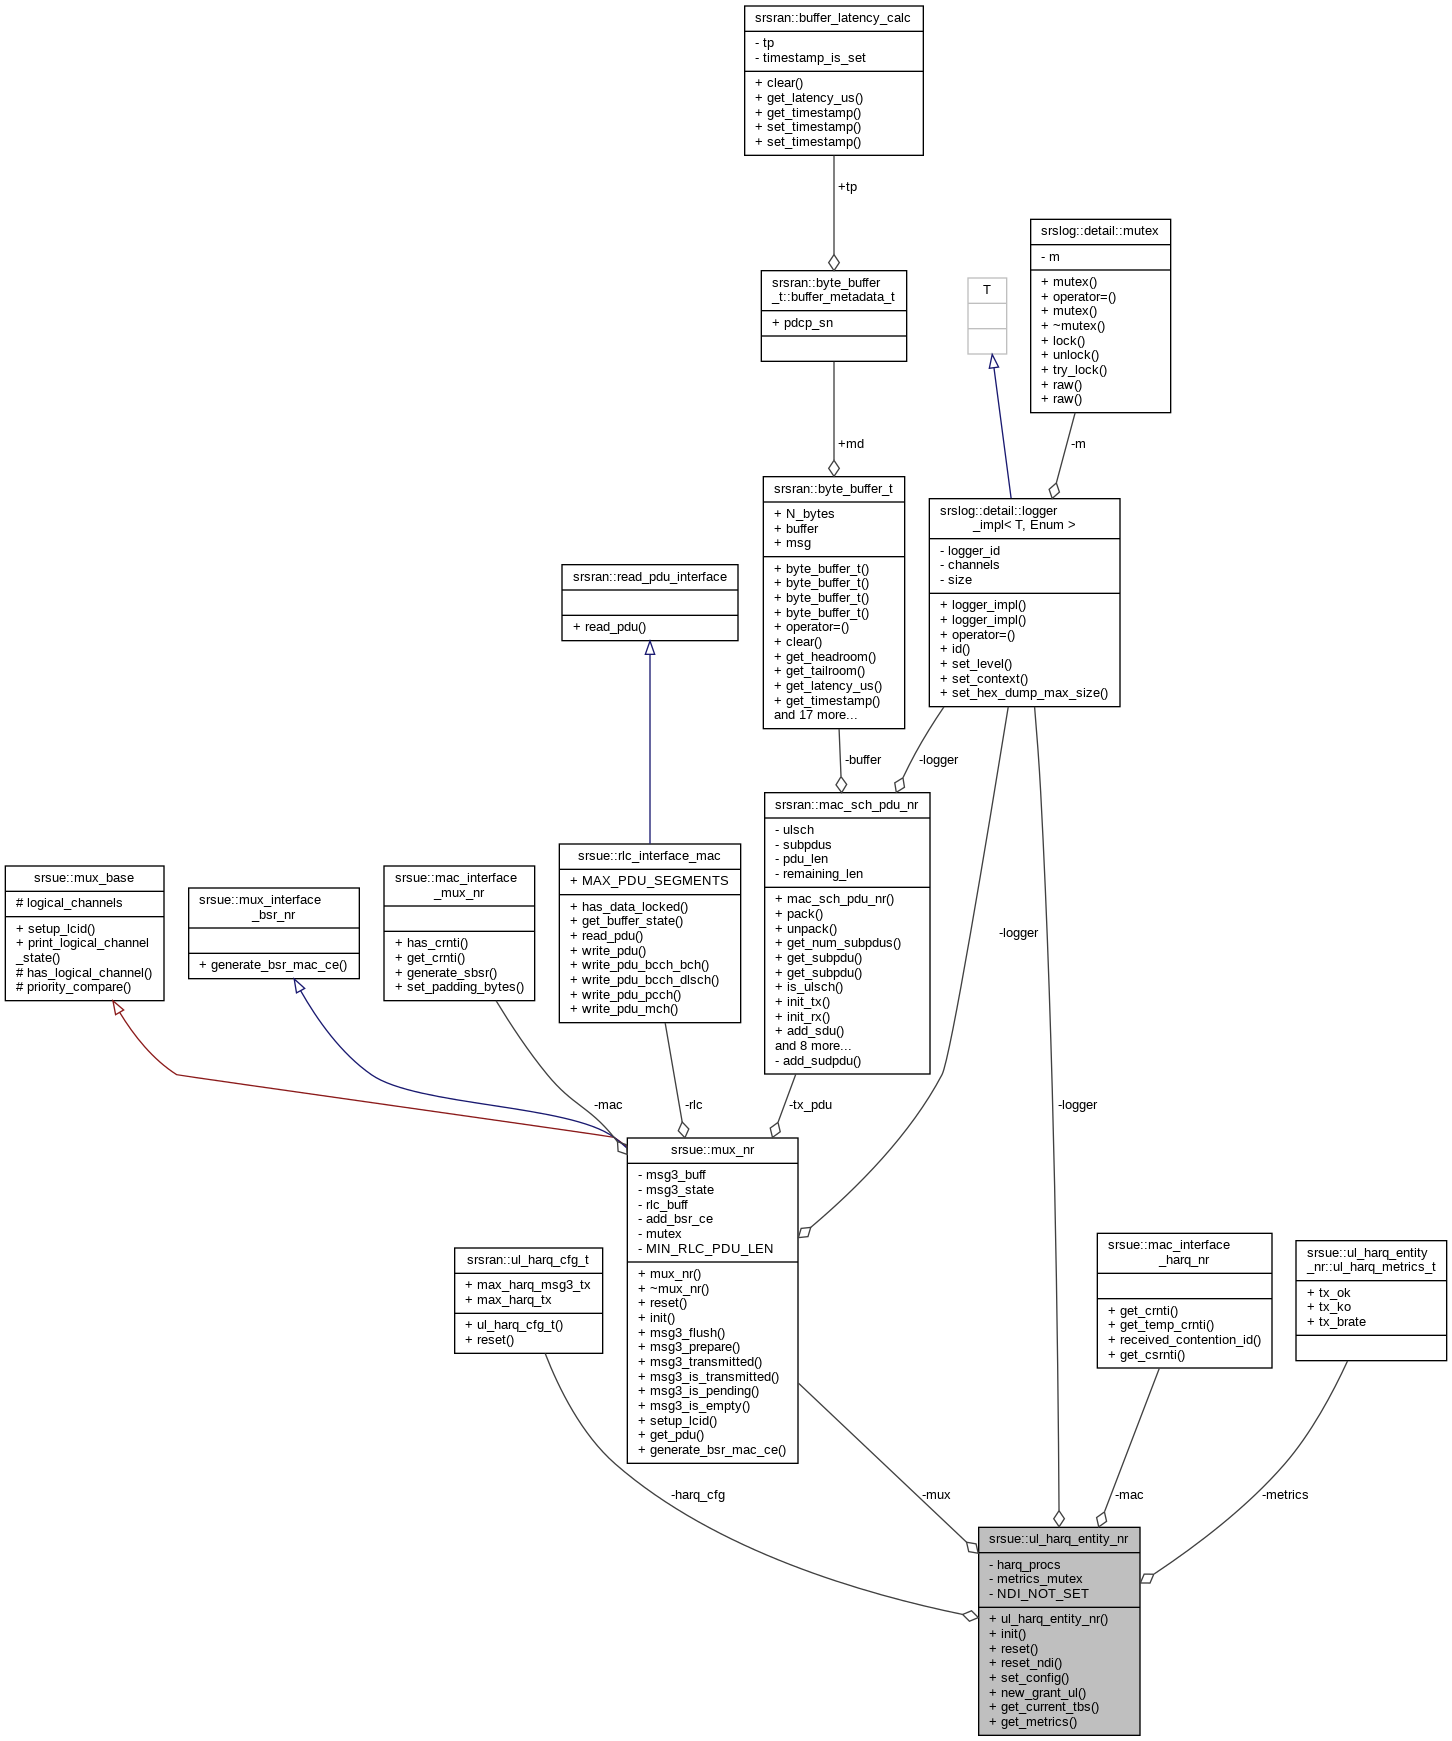 srsran::buffer_latency_calc
- tp
- timestamp_is_set
+ clear()
+ get_latency_us()
+ get_timestamp()
+ set_timestamp()
+ set_timestamp()
+tp
srslog::detail::mutex
- m
+ mutex()
+ operator=()
+ mutex()
+ ~mutex()
+ lock()
+ unlock()
+ try_lock()
+ raw()
+ raw()
srsran::byte_buffer
_t::buffer_metadata_t
+ pdcp_sn
T
+md
-m
srsran::byte_buffer_t
+ N_bytes
+ buffer
+ msg
+ byte_buffer_t()
+ byte_buffer_t()
+ byte_buffer_t()
+ byte_buffer_t()
+ operator=()
+ clear()
+ get_headroom()
+ get_tailroom()
+ get_latency_us()
+ get_timestamp()
and 17 more...
srslog::detail::logger
_impl< T, Enum >
- logger_id
- channels
- size
+ logger_impl()
+ logger_impl()
+ operator=()
+ id()
+ set_level()
+ set_context()
+ set_hex_dump_max_size()
srsran::read_pdu_interface
+ read_pdu()
-buffer
-logger
srsran::mac_sch_pdu_nr
- ulsch
- subpdus
- pdu_len
- remaining_len
+ mac_sch_pdu_nr()
+ pack()
+ unpack()
+ get_num_subpdus()
+ get_subpdu()
+ get_subpdu()
+ is_ulsch()
+ init_tx()
+ init_rx()
+ add_sdu()
and 8 more...
- add_sudpdu()
srsue::mux_base
# logical_channels
+ setup_lcid()
+ print_logical_channel
_state()
# has_logical_channel()
# priority_compare()
srsue::mux_interface
_bsr_nr
+ generate_bsr_mac_ce()
srsue::mac_interface
_mux_nr
+ has_crnti()
+ get_crnti()
+ generate_sbsr()
+ set_padding_bytes()
srsue::rlc_interface_mac
+ MAX_PDU_SEGMENTS
+ has_data_locked()
+ get_buffer_state()
+ read_pdu()
+ write_pdu()
+ write_pdu_bcch_bch()
+ write_pdu_bcch_dlsch()
+ write_pdu_pcch()
+ write_pdu_mch()
-logger
-mac
-rlc
-tx_pdu
-logger
srsue::mux_nr
- msg3_buff
- msg3_state
- rlc_buff
- add_bsr_ce
- mutex
- MIN_RLC_PDU_LEN
+ mux_nr()
+ ~mux_nr()
+ reset()
+ init()
+ msg3_flush()
+ msg3_prepare()
+ msg3_transmitted()
+ msg3_is_transmitted()
+ msg3_is_pending()
+ msg3_is_empty()
+ setup_lcid()
+ get_pdu()
+ generate_bsr_mac_ce()
srsran::ul_harq_cfg_t
+ max_harq_msg3_tx
+ max_harq_tx
+ ul_harq_cfg_t()
+ reset()
srsue::mac_interface
_harq_nr
+ get_crnti()
+ get_temp_crnti()
+ received_contention_id()
+ get_csrnti()
srsue::ul_harq_entity
_nr::ul_harq_metrics_t
+ tx_ok
+ tx_ko
+ tx_brate
-harq_cfg
-mux
-mac
-metrics
srsue::ul_harq_entity_nr
- harq_procs
- metrics_mutex
- NDI_NOT_SET
+ ul_harq_entity_nr()
+ init()
+ reset()
+ reset_ndi()
+ set_config()
+ new_grant_ul()
+ get_current_tbs()
+ get_metrics()